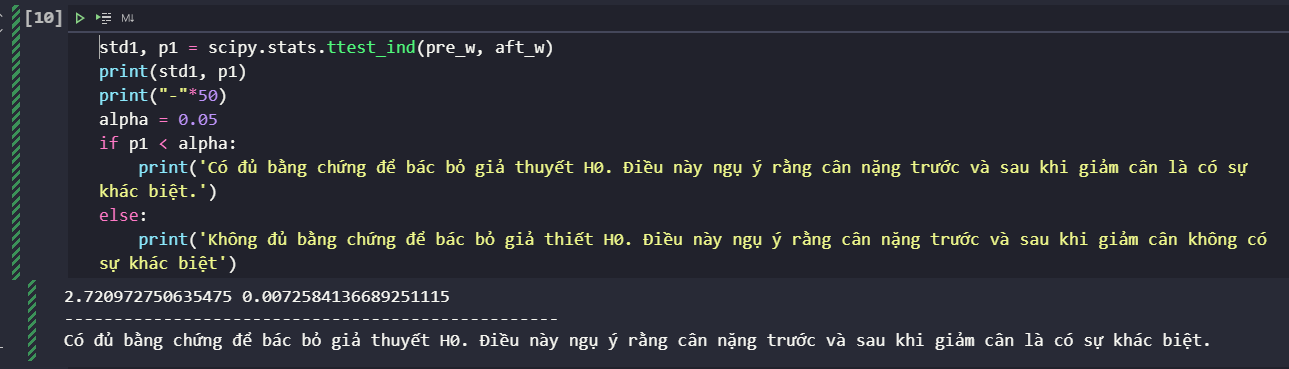 [10] M↓
std1, p1 = scipy.stats.ttest_ind(pre_w, aft_w)
print(std1, p1)
print("-"*50)
alpha = 0.05
if p1 < alpha:
print('Có đủ bằng chứng để bác bỏ giả thuyết H0. Điều này ngụ ý rằng cân nặng trước và sau khi giảm cân là có sự
khác biệt.')
else:
print('Không đủ bằng chứng để bác bỏ giả thiết H0. Điều này ngụ ý rằng cân nặng trước và sau khi giảm cân không có
sự khác biệt')
2.720972750635475 0.0072584136689251115
--------------------------------------------------
Có đủ bằng chứng để bác bỏ giả thuyết H0. Điều này ngụ ý rằng cân nặng trước và sau khi giảm cân là có sự khác biệt.